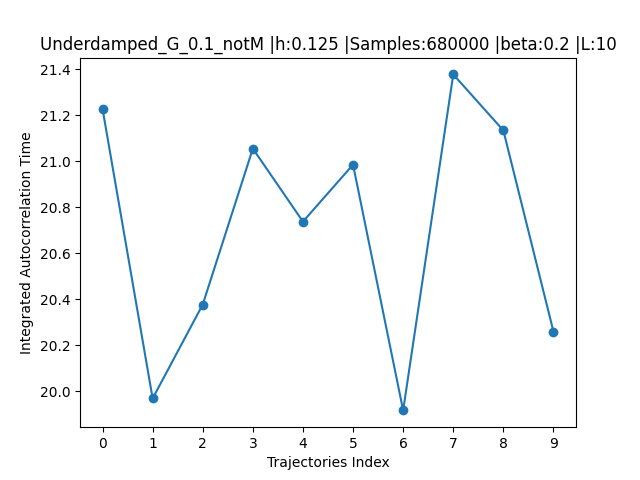 Underdamped_G_0.1_notM |h:0.125 |Samples:680000 |beta:0.2 |L:10
21.4
21.2
21.0
20.8
20.6
20.4
20.2
20.0
Integrated Autocorrelation Time
0 1 2 3 4 5 6 7 8 9
Trajectories Index